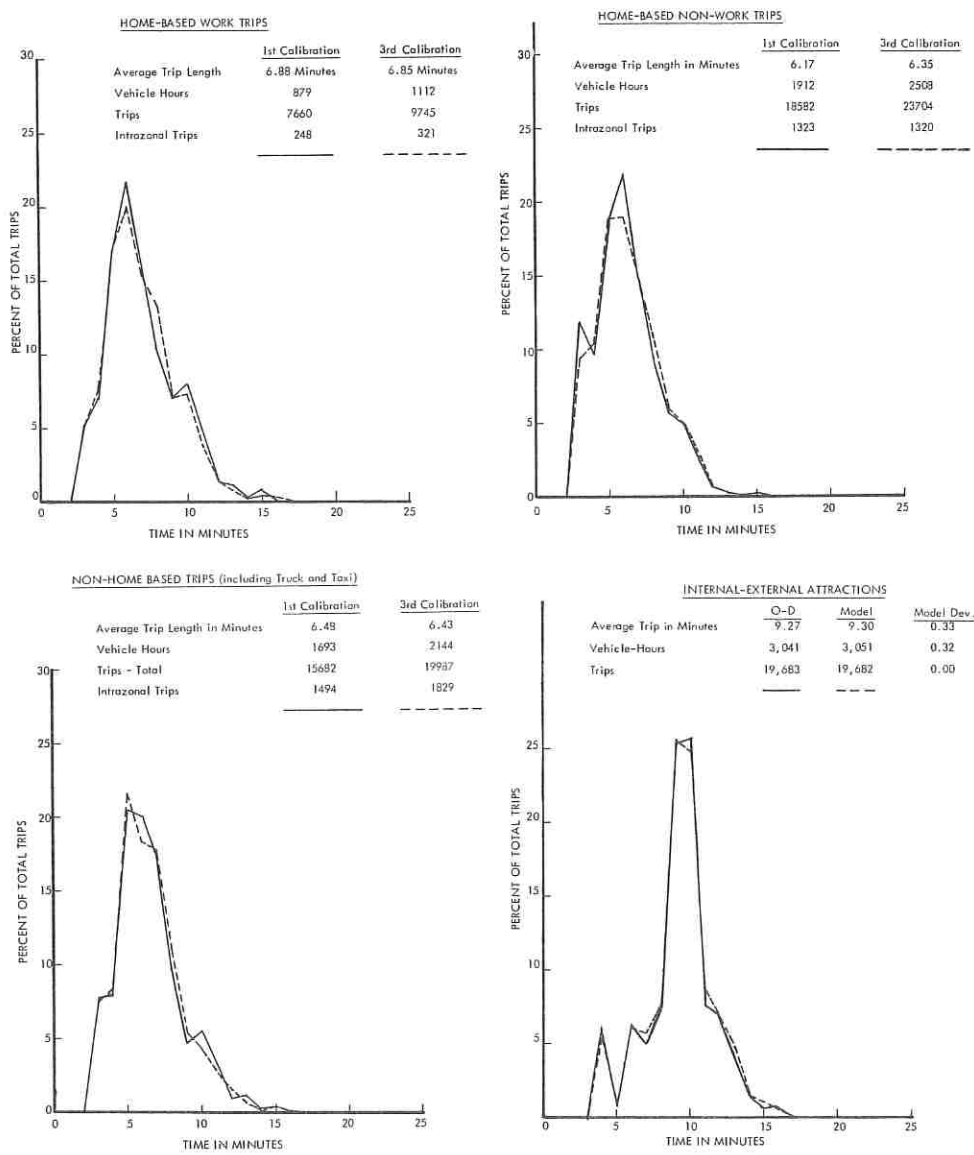 HOME-BASED WORK TRIPS
1st Calibration 3rd Calibration
Average Trip Length 6.88 Minutes 6.85 Minutes
Vehicle Hours 879 1112
Trips 7660 9745
Intrazonal Trips 248 321
30
25
20
15
10
5
0
PERCENT OF TOTAL TRIPS
0 5 10 15 20 25
TIME IN MINUTES
HOME-BASED NON-WORK TRIPS
1st Calibration 3rd Calibration
Average Trip Length in Minutes 6.17 6.35
Vehicle Hours 1912 2508
Trips 18582 23704
Intrazonal Trips 1323 1320
30
25
20
15
10
5
0
PERCENT OF TOTAL TRIPS
0 5 10 15 20 25
TIME IN MINUTES
NON-HOME BASED TRIPS (including Truck and Taxi)
1st Calibration 3rd Calibration
Average Trip Length in Minutes 6.48 6.43
Vehicle Hours 1693 2144
Trips - Total 15682 19987
Intrazonal Trips 1494 1829
30
25
20
15
10
5
0
PERCENT OF TOTAL TRIPS
0 5 10 15 20 25
TIME IN MINUTES
INTERNAL-EXTERNAL ATTRACTIONS
O-D Model Model Dev.
Average Trip in Minutes 9.27 9.30 0.33
Vehicle-Hours 3,041 3,051 0.32
Trips 19,683 19,682 0.00
25
20
15
10
5
0
PERCENT OF TOTAL TRIPS
0 5 10 15 20 25
TIME IN MINUTES